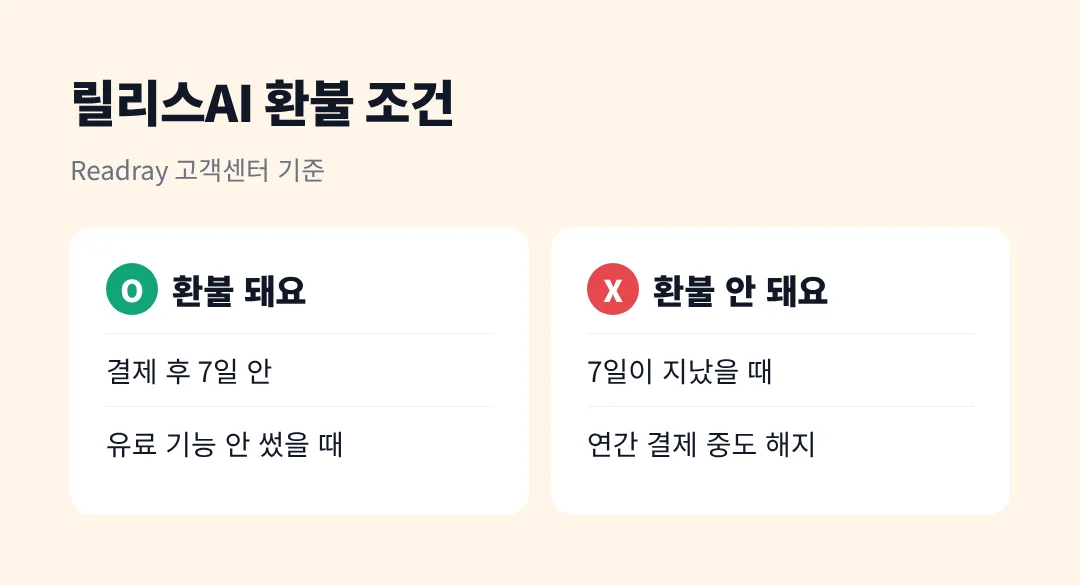 릴리스AI 환불 조건
Readray 고객센터 기준
O 환불 돼요
결제 후 7일 안
유료 기능 안 썼을 때
X 환불 안 돼요
7일이 지났을 때
연간 결제 중도 해지